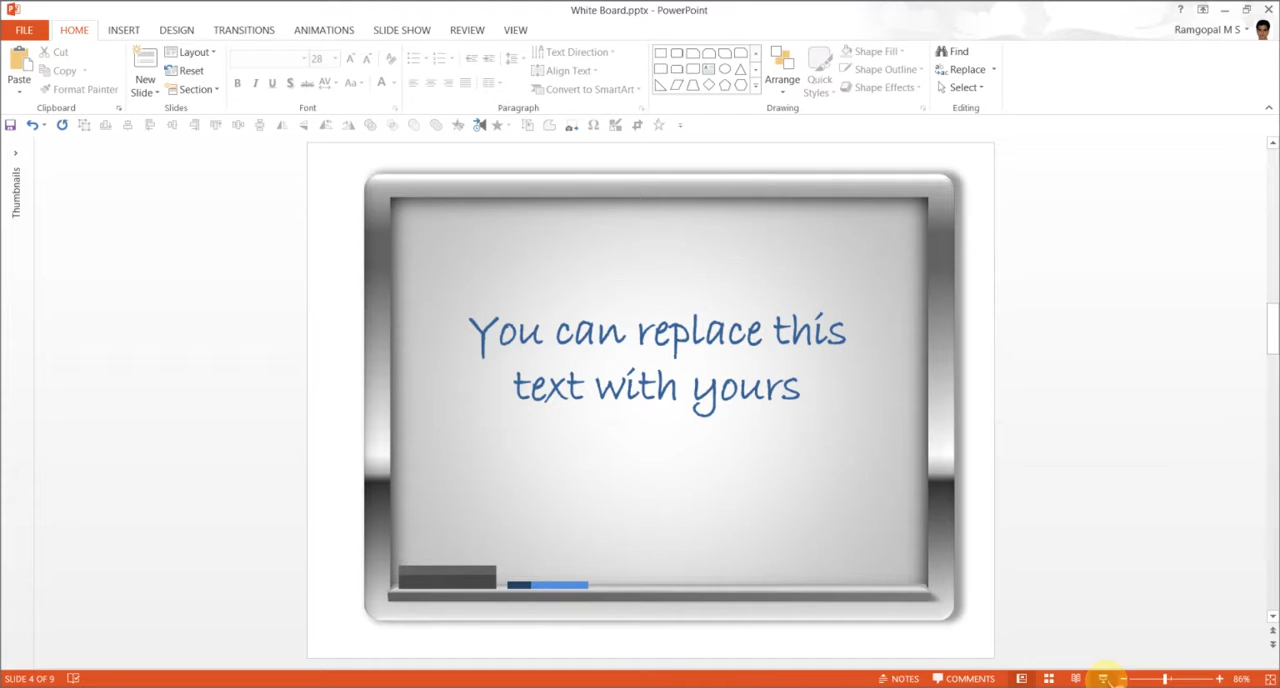 White Board.pptx - PowerPoint
?
FILE HOME INSERT DESIGN TRANSITIONS ANIMATIONS SLIDE SHOW REVIEW VIEW Ramgopal M S
Paste Cut Copy Format Painter
Clipboard
New Slide Layout Reset Section
Slides
28
B I U S abc AV Aa A
Font
Text Direction Align Text Convert to SmartArt
Paragraph
Arrange Quick Styles Shape Fill Shape Outline Shape Effects
Drawing
Find Replace Select
Editing
Thumbnails
You can replace this
text with yours
SLIDE 4 OF 9 NOTES COMMENTS 86%